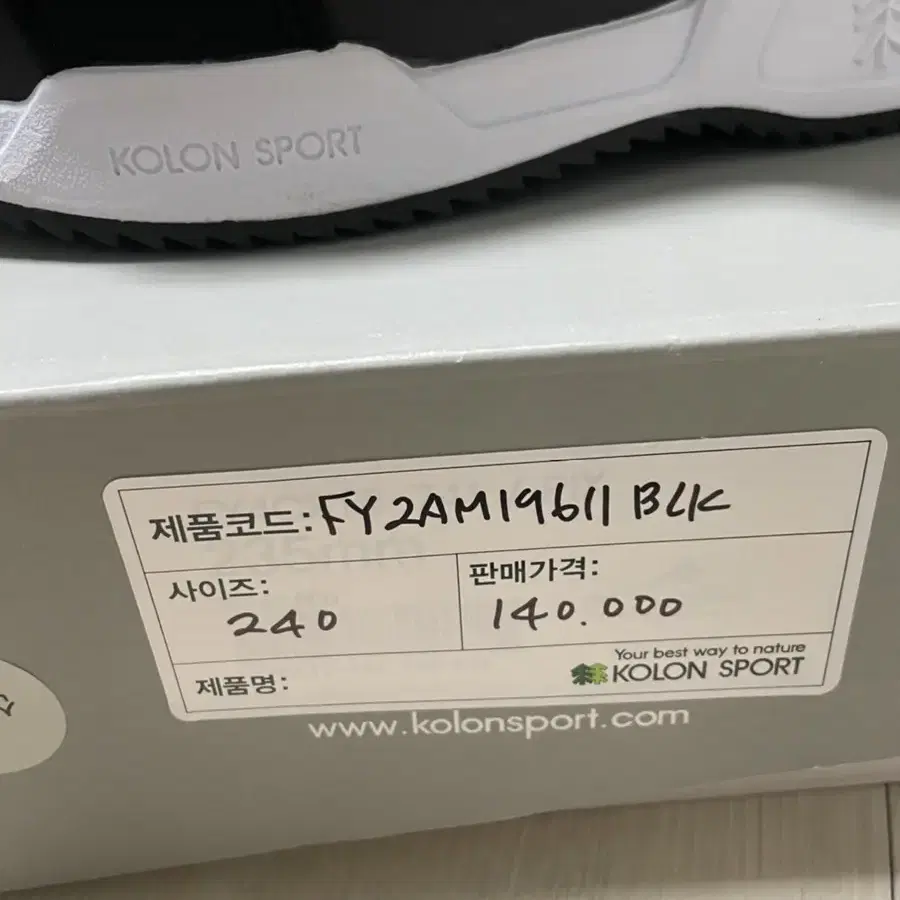 KOLON SPORT
제품코드: FY2AM19611 BLK
사이즈: 240
판매가격: 140.000
제품명:
Your best way to nature
KOLON SPORT
www.kolonsport.com